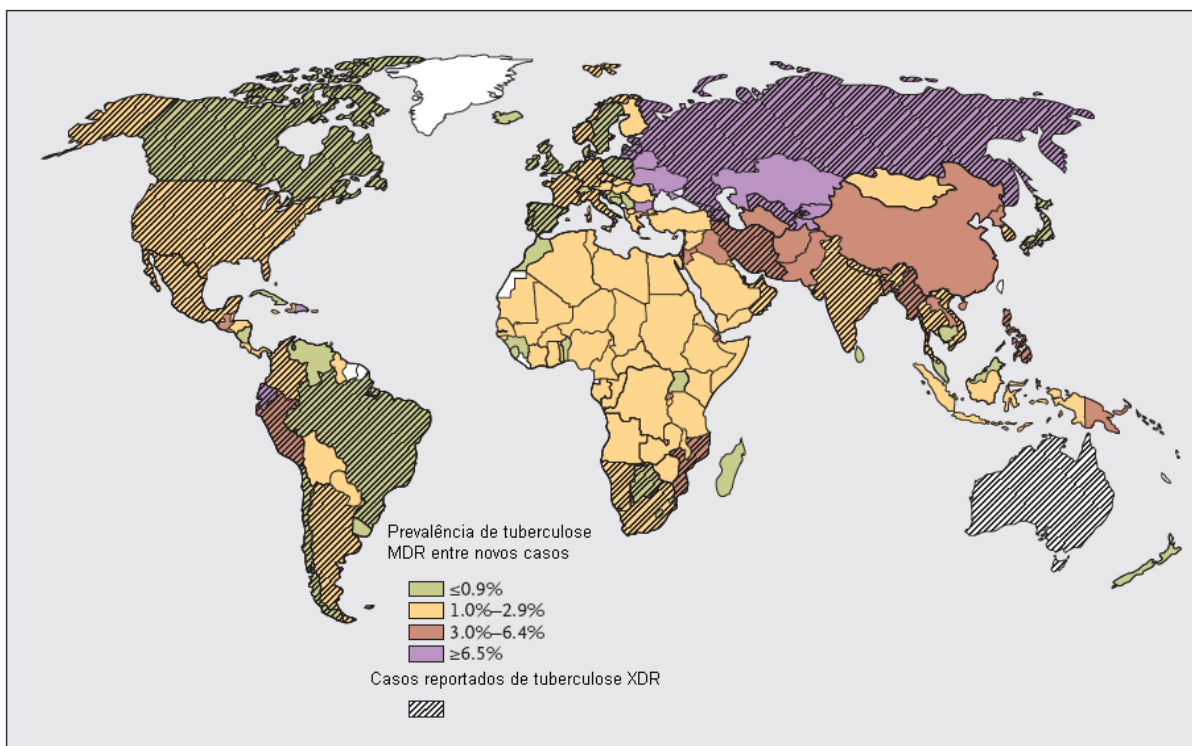 Prevalência de tuberculose
MDR entre novos casos
≤0.9%
1.0%–2.9%
3.0%–6.4%
≥6.5%
Casos reportados de tuberculose XDR